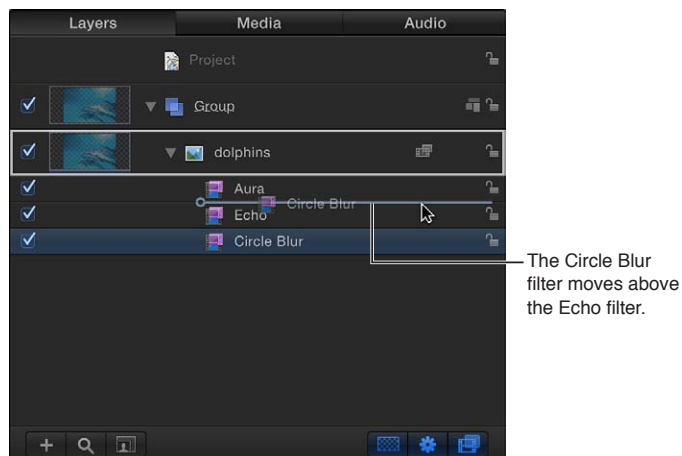 Layers Media Audio
Project
Group
dolphins
Aura
Circle Blur
Echo
Circle Blur
The Circle Blur
filter moves above
the Echo filter.